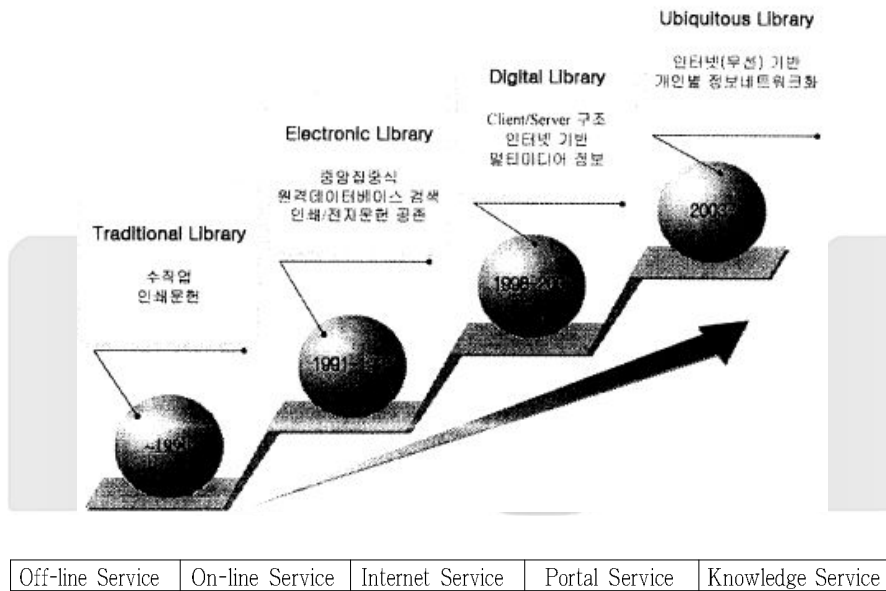 Ubiquitous Library
인터넷(무선) 기반
개인별 정보네트워크화
Digital Library
Client/Server 구조
인터넷 기반
멀티미디어 정보
Electronic Library
중앙집중식
원격데이터베이스 검색
인쇄/전자문헌 공존
Traditional Library
수작업
인쇄문헌
Off-line Service
On-line Service
Internet Service
Portal Service
Knowledge Service